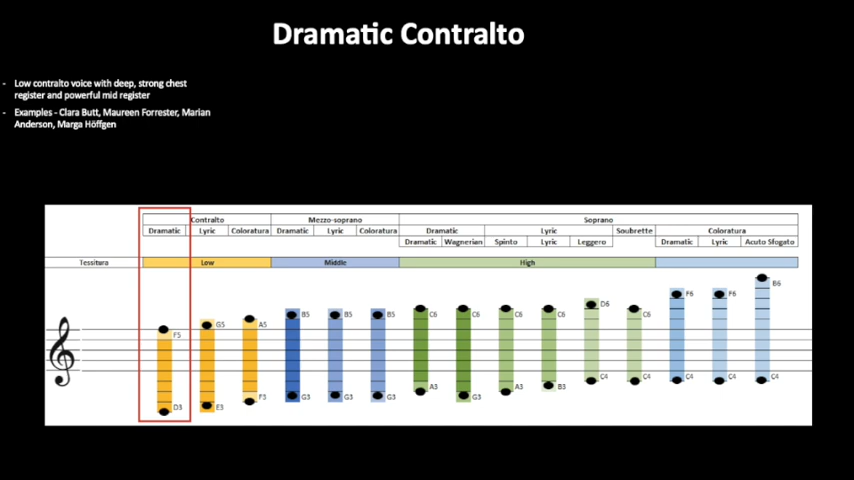 Dramatic Contralto
- Low contralto voice with deep, strong chest
register and powerful mid register
- Examples - Clara Butt, Maureen Forrester, Marian
Anderson, Marga Höffgen
Contralto Mezzo-soprano Soprano
Dramatic Lyric Coloratura Dramatic Lyric Coloratura Dramatic Lyric Soubrette Coloratura
Dramatic Wagnerian Spinto Lyric Leggero Dramatic Lyric Acuto Sfogato
Tessitura Low Middle High
B6
F6 F6
D6
B5 B5 B5 C6 C6 C6 C6 C6
G5 A5
F5
C4 C4 C4 C4 C4
A3 A3 B3
G3 G3 G3 G3
D3 E3 F3